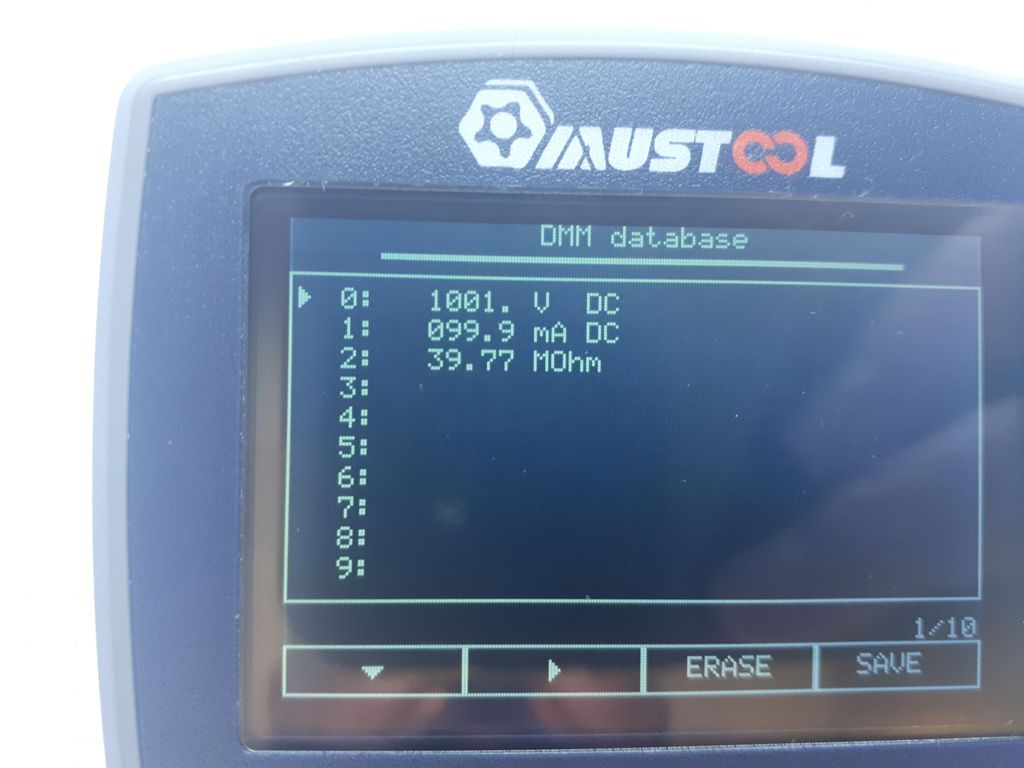 MUSTOOL
DMM database
0: 1001. V DC
1: 099.9 mA DC
2: 39.77 MOhm
3:
4:
5:
6:
7:
8:
9:
1/10
ERASE SAVE